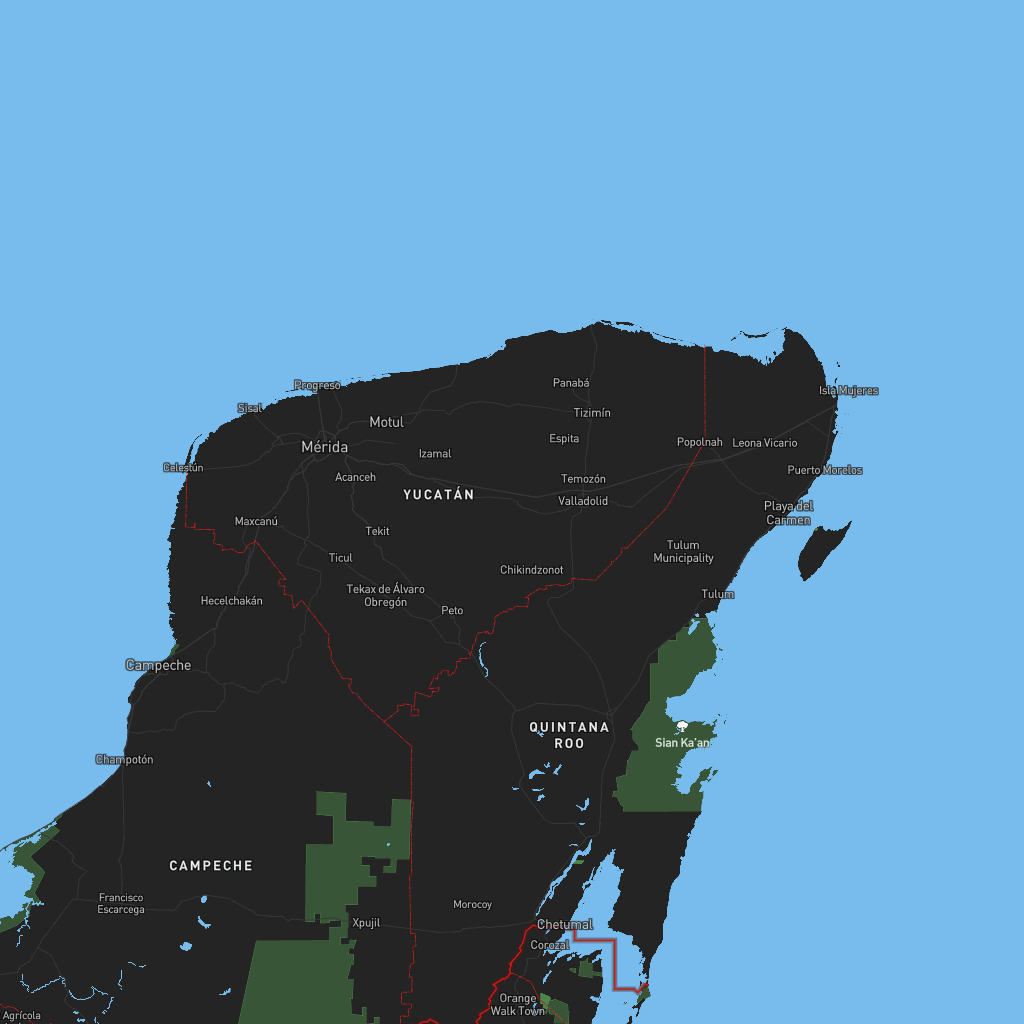 Panabá
Progreso
Isla Mujeres
Sisal
Tizimín
Motul
Espita
Popolnah
Leona Vicario
Mérida
Izamal
Celestún
Puerto Morelos
Acanceh
Temozón
YUCATÁN
Valladolid
Playa del
Carmen
Maxcanú
Tekit
Tulum
Municipality
Ticul
Chikindzonot
Tekax de Álvaro
Obregón
Tulum
Hecelchakán
Peto
Campeche
QUINTANA
ROO
Sian Ka'an
Champotón
CAMPECHE
Francisco
Escarcega
Morocoy
Xpujil
Chetumal
Corozal
Orange
Walk Town
Agrícola